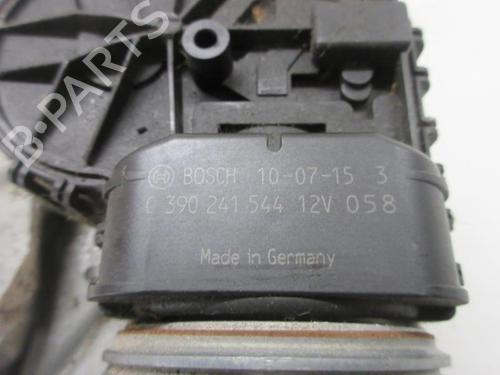 B-PARTS
BOSCH 10-07-15 3
0 390 241 544 12V 058
Made in Germany